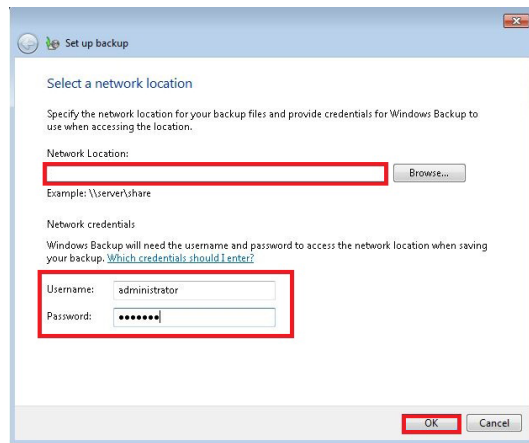 Set up backup
Select a network location
Specify the network location for your backup files and provide credentials for Windows Backup to
use when accessing the location.
Network Location:
Browse...
Example: \\server\share
Network credentials
Windows Backup will need the username and password to access the network location when saving
your backup. Which credentials should I enter?
Username: administrator
Password: •••••••
OK Cancel